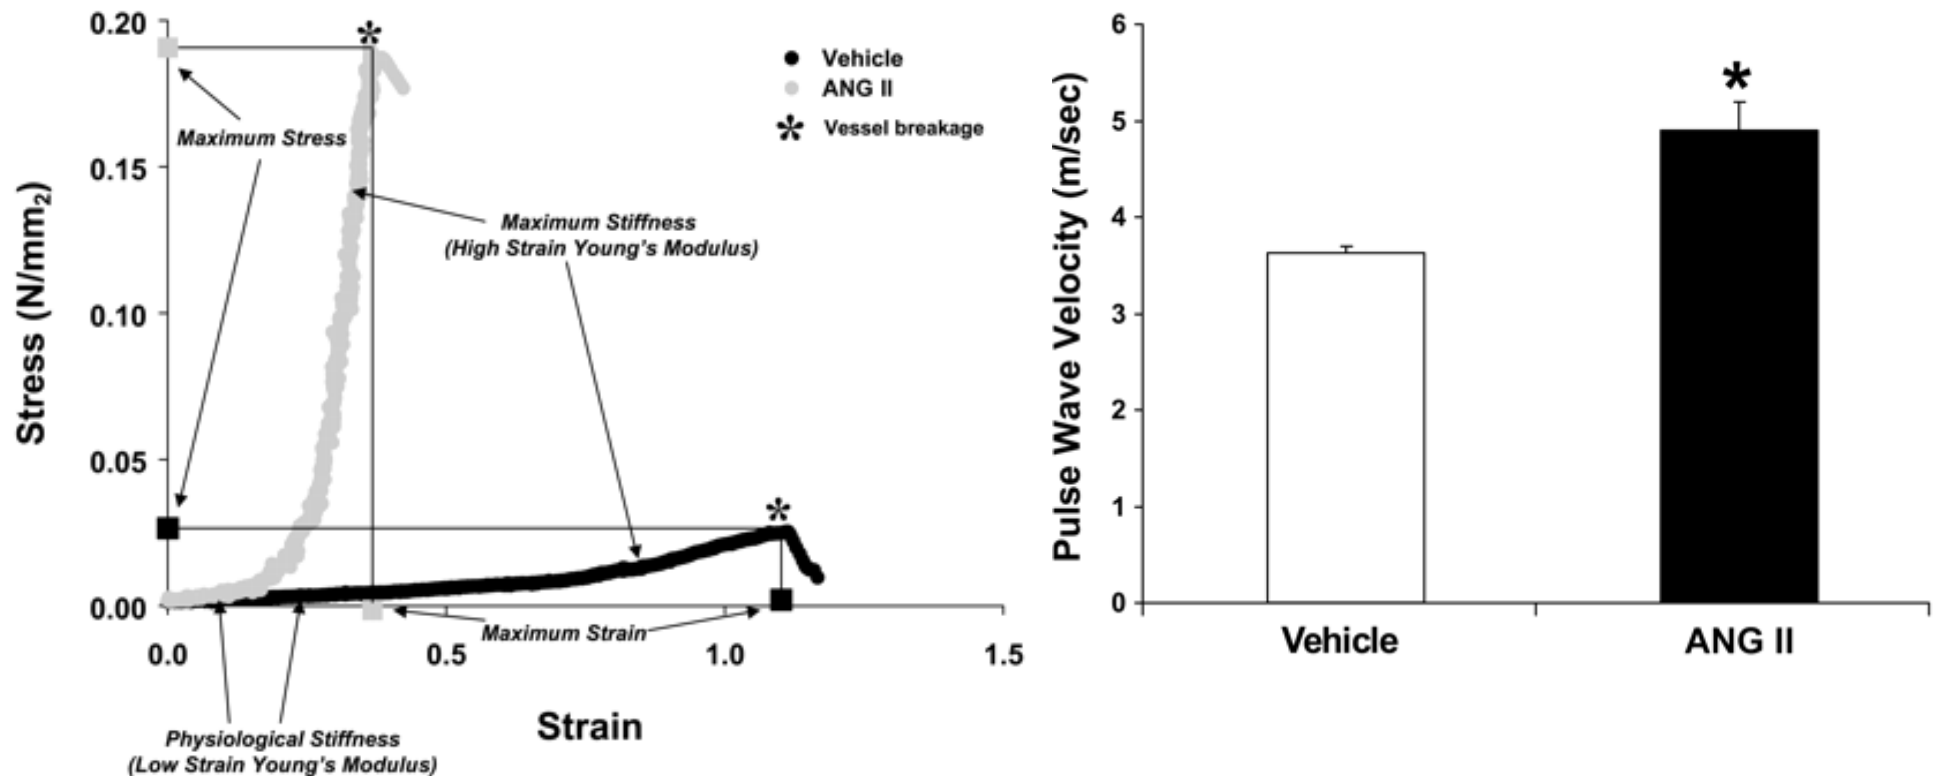 0.20
0.15
0.10
0.05
0.00
Stress (N/mm₂)
*
Vehicle
ANG II
* Vessel breakage
Maximum Stress
Maximum Stiffness
(High Strain Young's Modulus)
*
Maximum Strain
0.0 0.5 1.0 1.5
Strain
Physiological Stiffness
(Low Strain Young's Modulus)
6
5
4
3
2
1
0
Pulse Wave Velocity (m/sec)
*
Vehicle ANG II